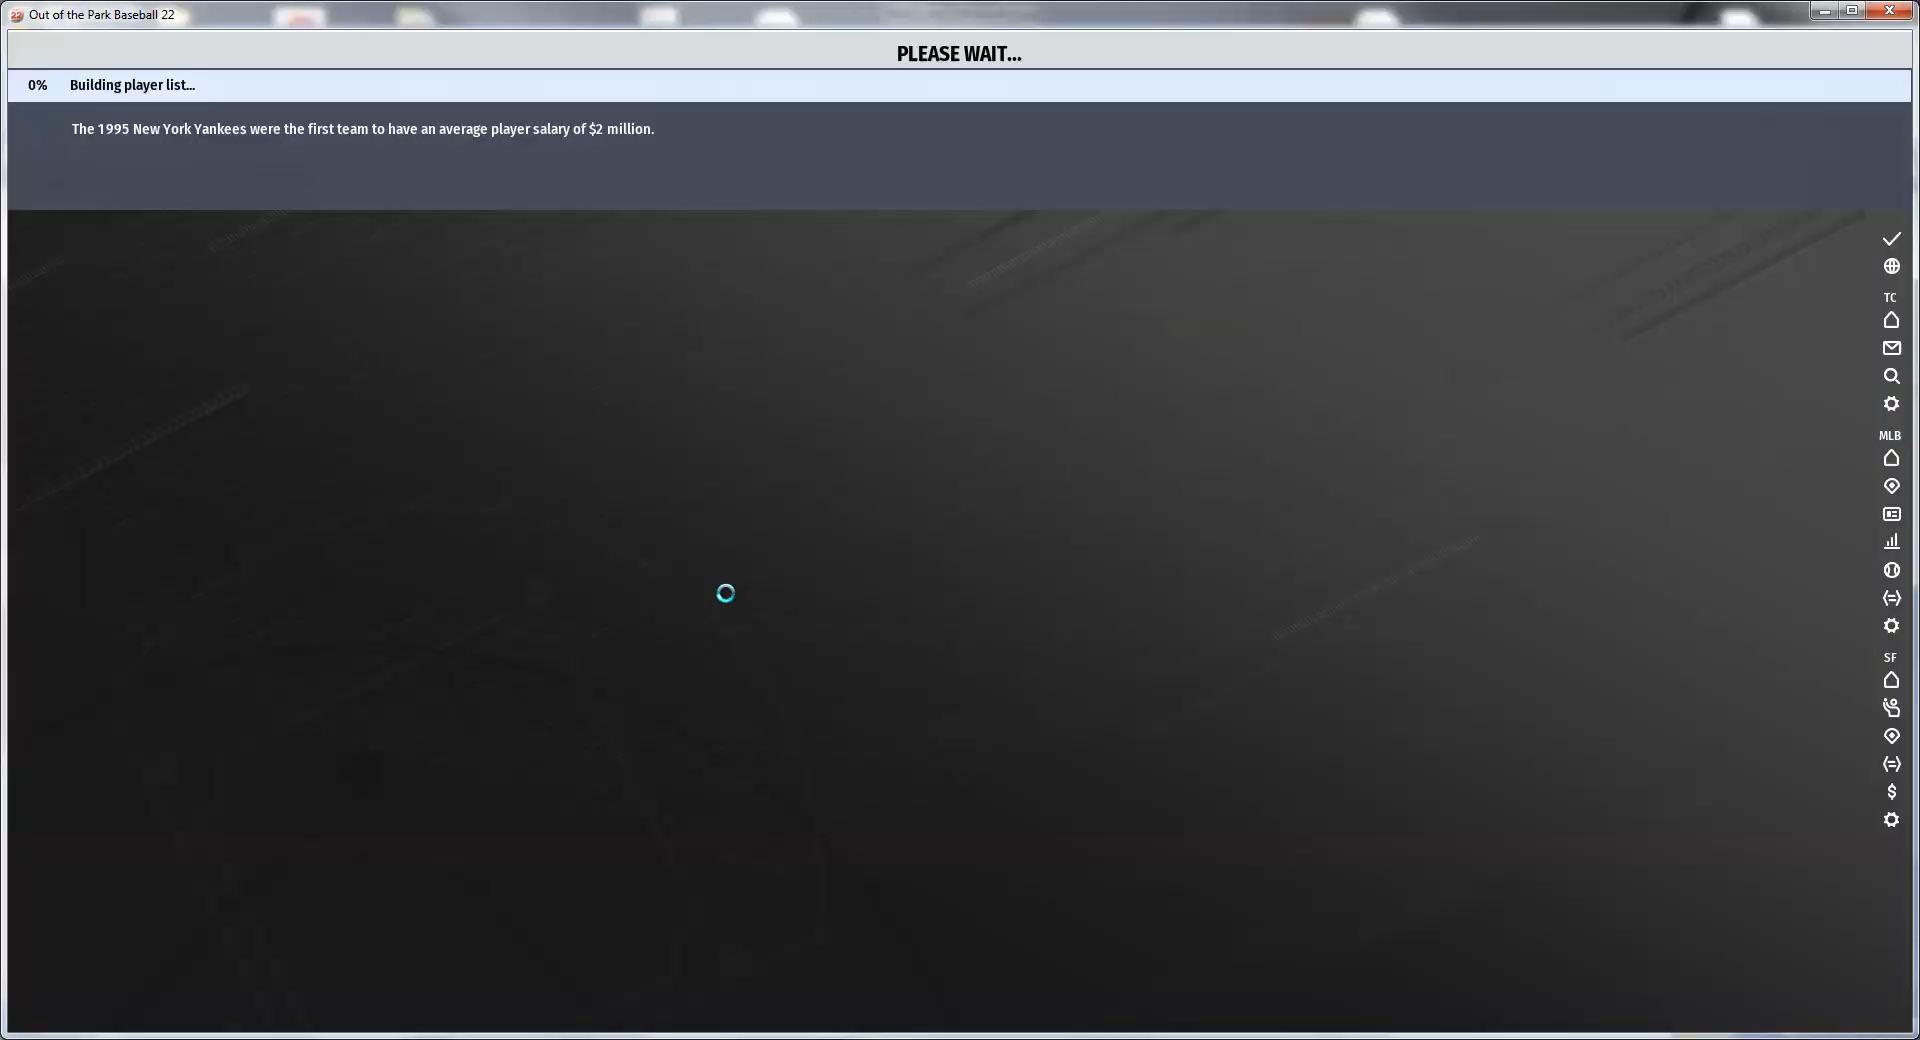 Out of the Park Baseball 22
PLEASE WAIT...
0% Building player list...
The 1995 New York Yankees were the first team to have an average player salary of $2 million.
TC
MLB
SF